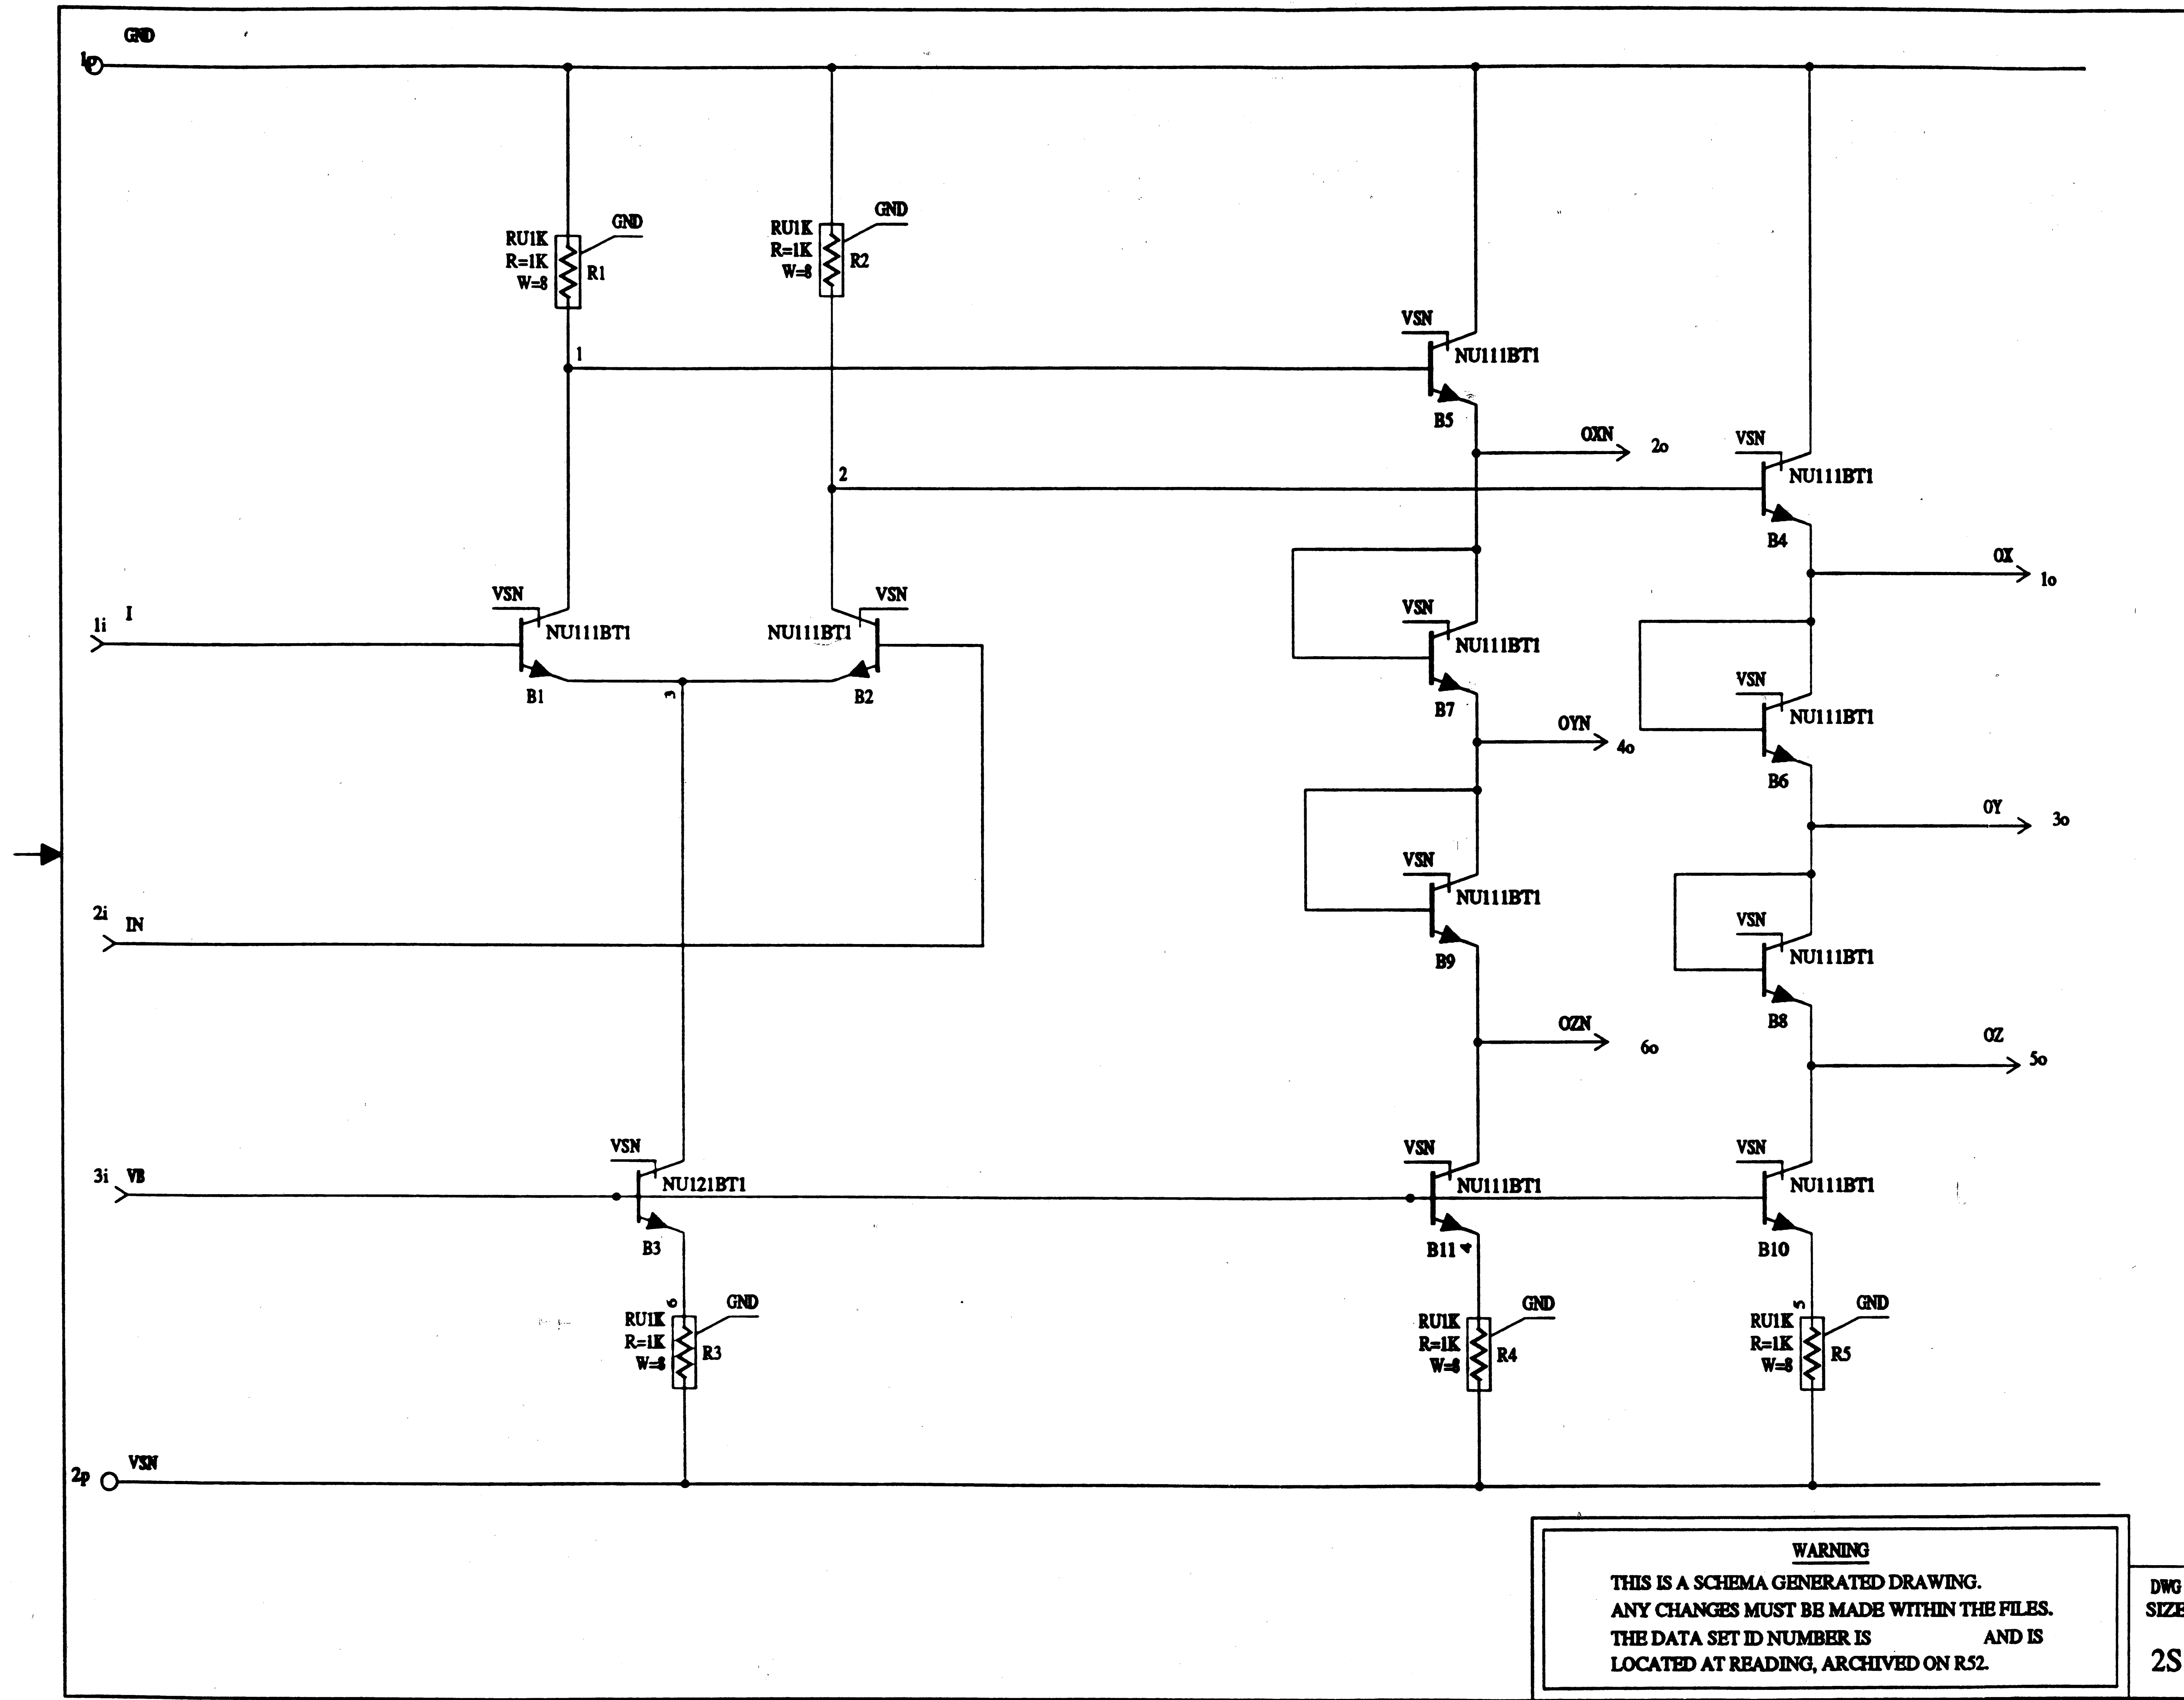 GND
1p
RU1K
R=1K
W=8
GND
R1
RU1K
R=1K
W=8
GND
R2
1
VSN
NU111BT1
B5
OXN
2o
2
VSN
NU111BT1
B4
OX
1o
1i
I
VSN
NU111BT1
B1
3
VSN
NU111BT1
B2
VSN
NU111BT1
B7
OYN
4o
VSN
NU111BT1
B6
OY
3o
2i
IN
VSN
NU111BT1
B9
VSN
NU111BT1
B8
OZN
6o
OZ
5o
3i
VB
VSN
NU121BT1
B3
VSN
NU111BT1
B11
4
VSN
NU111BT1
B10
6
RU1K
R=1K
W=8
GND
R3
RU1K
R=1K
W=8
GND
R4
5
RU1K
R=1K
W=8
GND
R5
2p
VSN
WARNING
THIS IS A SCHEMA GENERATED DRAWING.
ANY CHANGES MUST BE MADE WITHIN THE FILES.
THE DATA SET ID NUMBER IS AND IS
LOCATED AT READING, ARCHIVED ON R52.
DWG
SIZE
2S